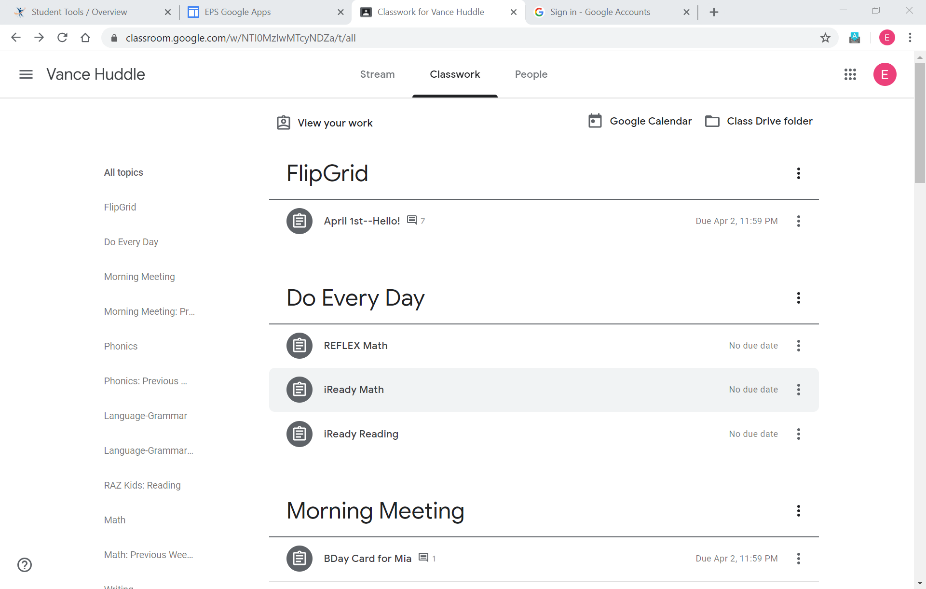 Student Tools / Overview
EPS Google Apps
Classwork for Vance Huddle
Sign in - Google Accounts
classroom.google.com/w/NTI0MzIwMTcyNDZa/t/all
E
Vance Huddle
Stream
Classwork
People
E
View your work
Google Calendar
Class Drive folder
All topics
FlipGrid
Do Every Day
Morning Meeting
Morning Meeting: Pr...
Phonics
Phonics: Previous ...
Language-Grammar
Language-Grammar...
RAZ Kids: Reading
Math
Math: Previous Wee...
Writing
FlipGrid
April 1st--Hello! 7 Due Apr 2, 11:59 PM
Do Every Day
REFLEX Math No due date
iReady Math No due date
iReady Reading No due date
Morning Meeting
BDay Card for Mia 1 Due Apr 2, 11:59 PM